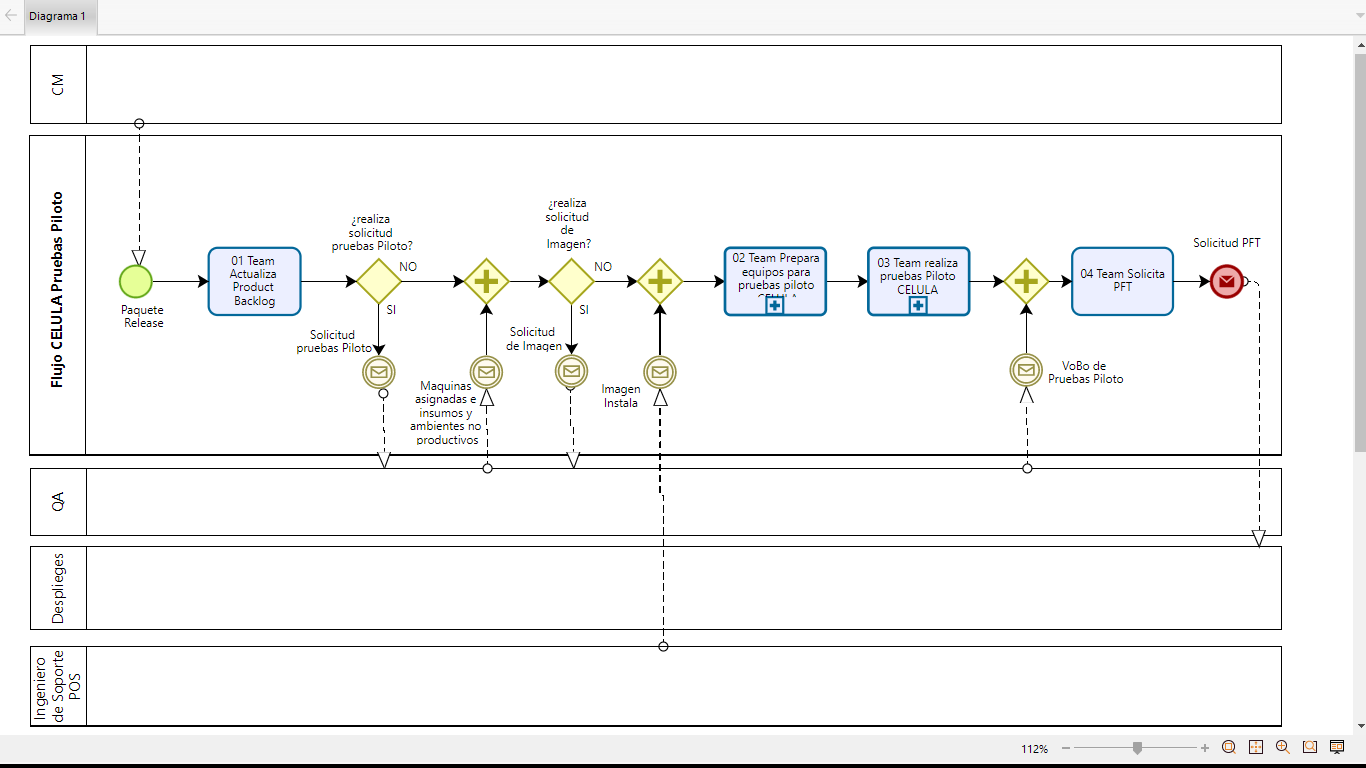 Diagrama 1
CM
Flujo CELULA Pruebas Piloto
Paquete
Release
01 Team
Actualiza
Product
Backlog
¿realiza
solicitud
pruebas Piloto?
NO
SI
Solicitud
pruebas Piloto
Maquinas
asignadas e
insumos y
ambientes no
productivos
¿realiza
solicitud
de
Imagen?
NO
SI
Solicitud
de Imagen
Imagen
Instala
02 Team Prepara
equipos para
pruebas piloto
03 Team realiza
pruebas Piloto
CELULA
VoBo de
Pruebas Piloto
04 Team Solicita
PFT
Solicitud PFT
QA
Desplieges
Ingeniero
de Soporte
POS
112%